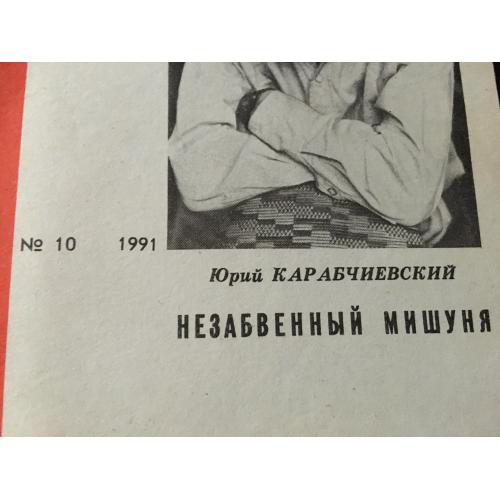 № 10 1991
Юрий КАРАБЧИЕВСКИЙ
НЕЗАБВЕННЫЙ МИШУНЯ